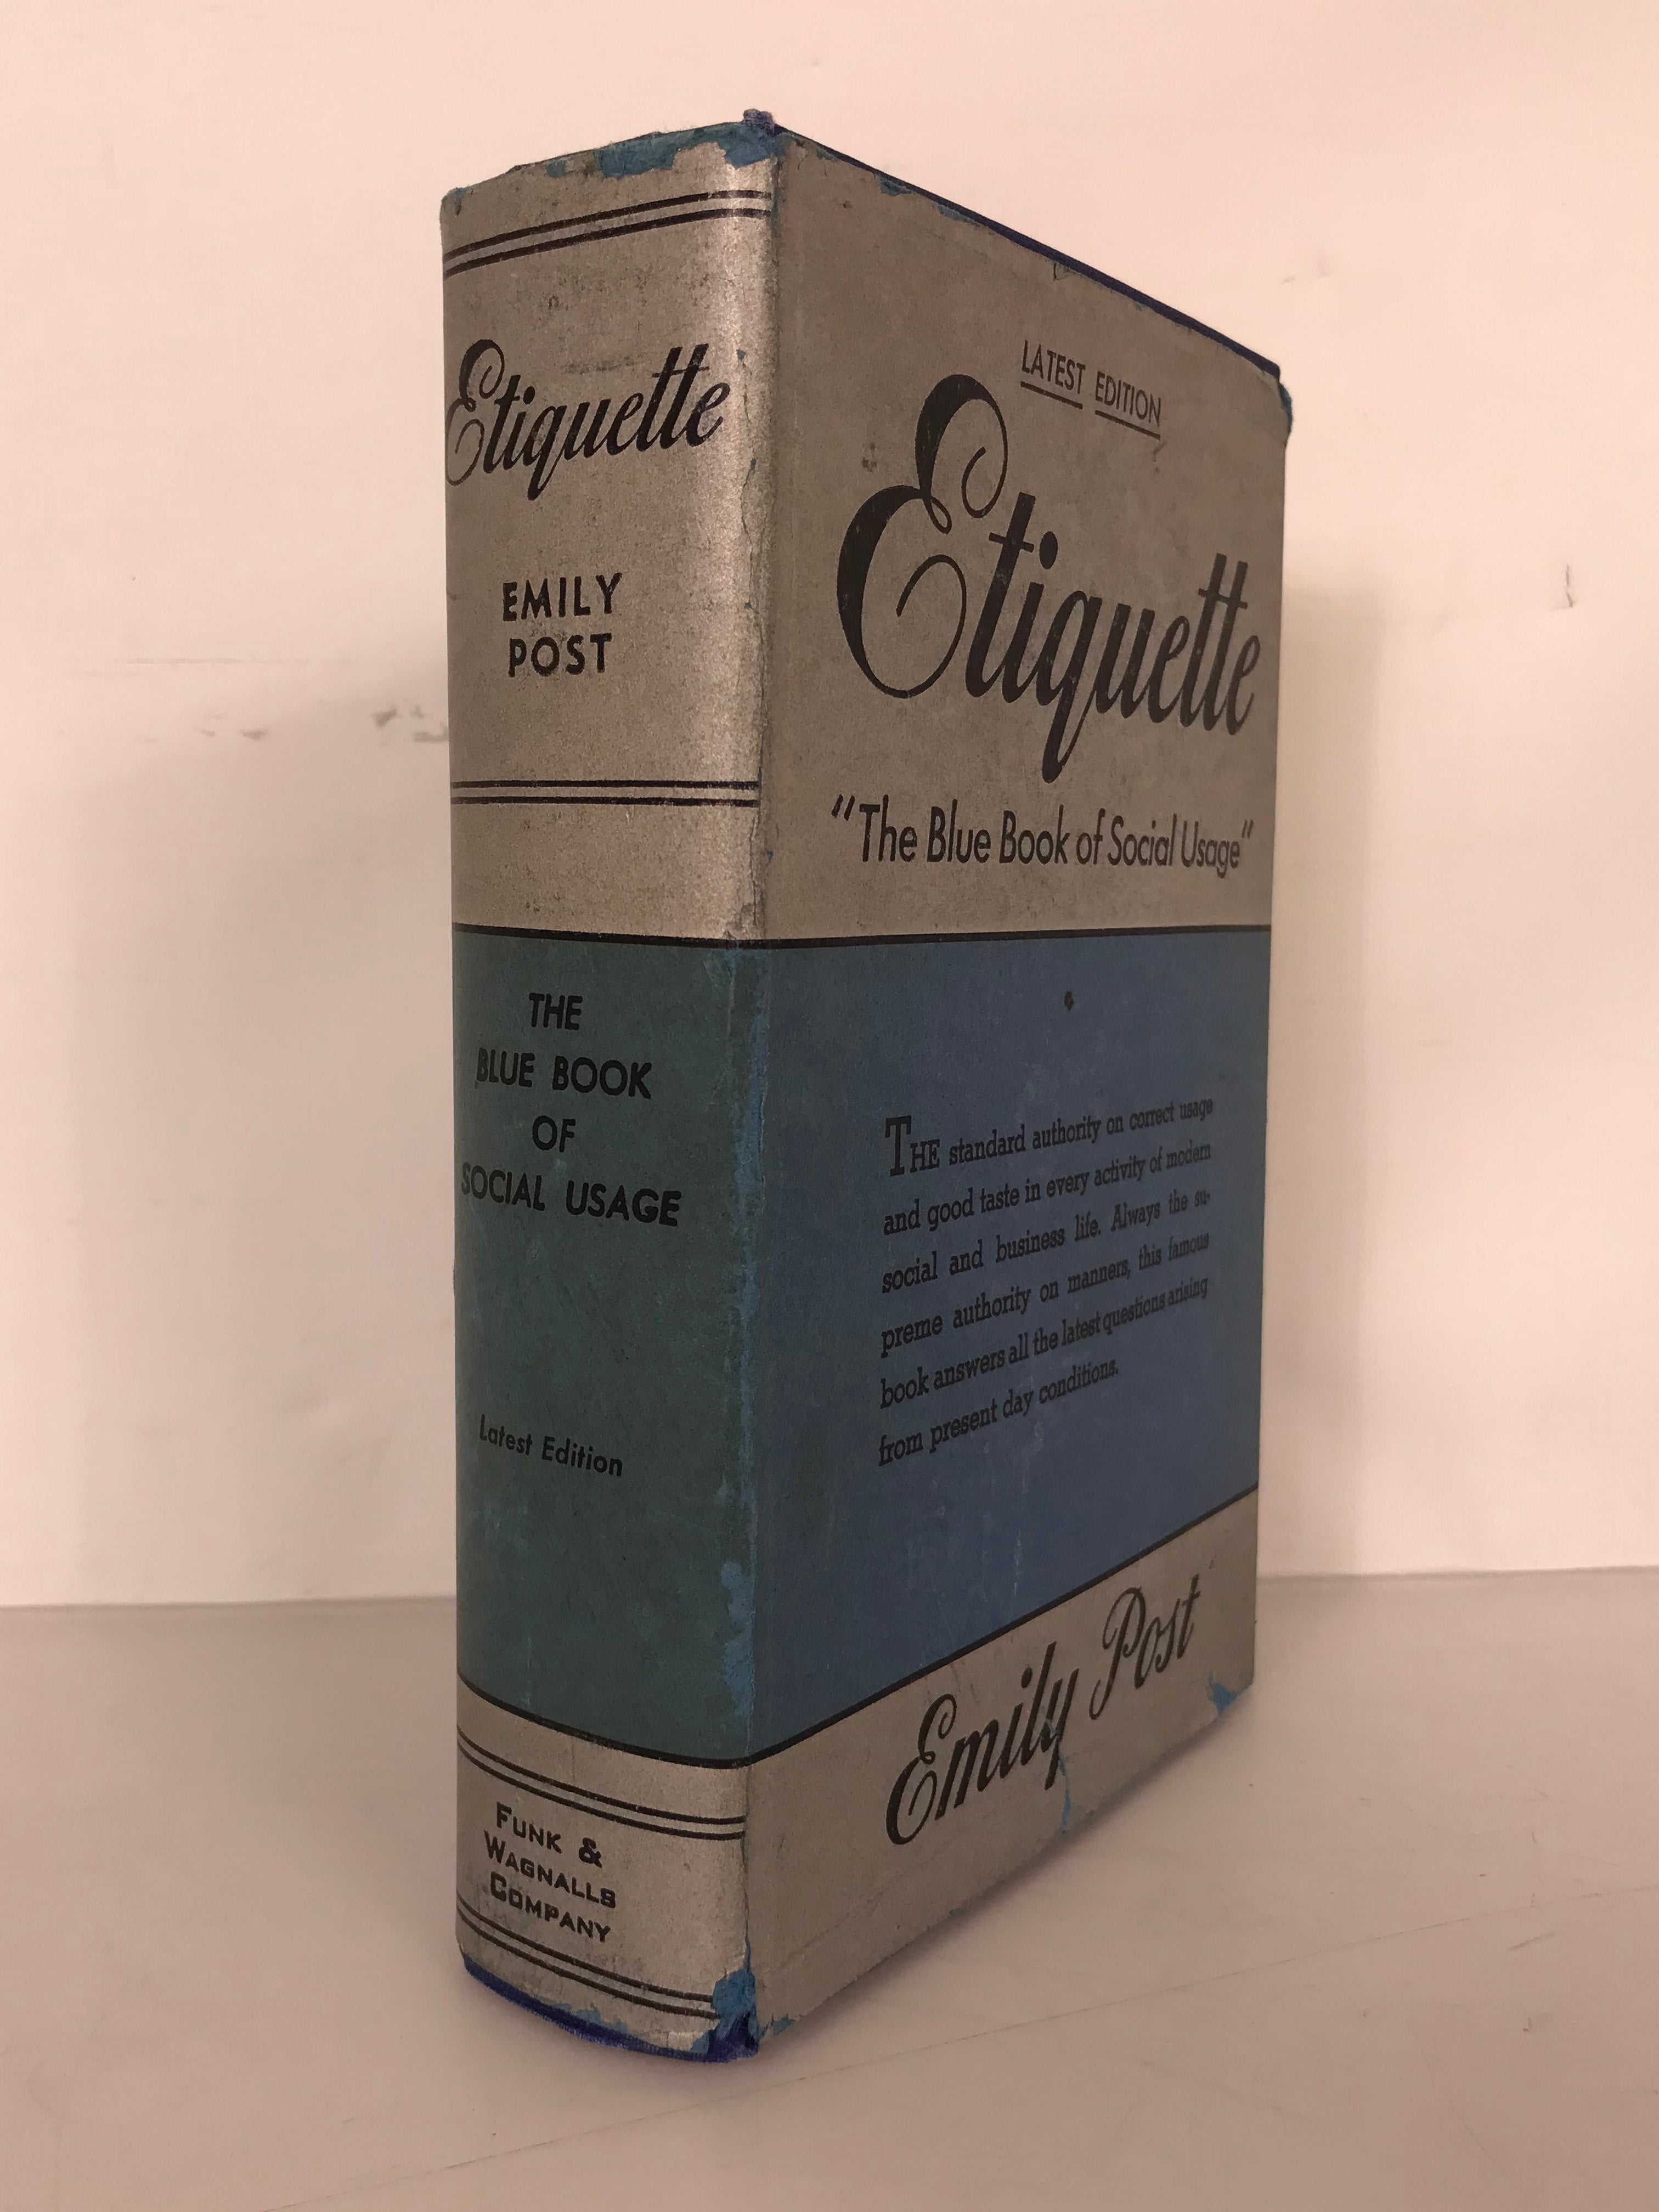 Etiquette
EMILY
POST
THE
BLUE BOOK
OF
SOCIAL USAGE
Latest Edition
FUNK &
WAGNALLS
COMPANY
LATEST EDITION
Etiquette
"The Blue Book of Social Usage"
THE standard authority on correct usage
and good taste in every activity of modern
social and business life. Always the su-
preme authority on manners, this famous
book answers all the latest questions arising
from present day conditions.
Emily Post